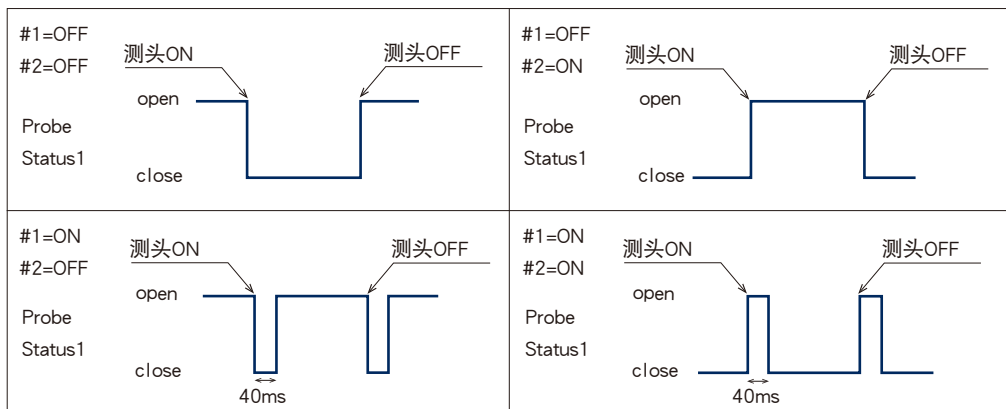 #1=OFF
#2=OFF
测头ON
测头OFF
open
Probe
Status1
close
#1=OFF
#2=ON
测头ON
测头OFF
open
Probe
Status1
close
#1=ON
#2=OFF
测头ON
测头OFF
open
Probe
Status1
close
40ms
#1=ON
#2=ON
测头ON
测头OFF
open
Probe
Status1
close
40ms